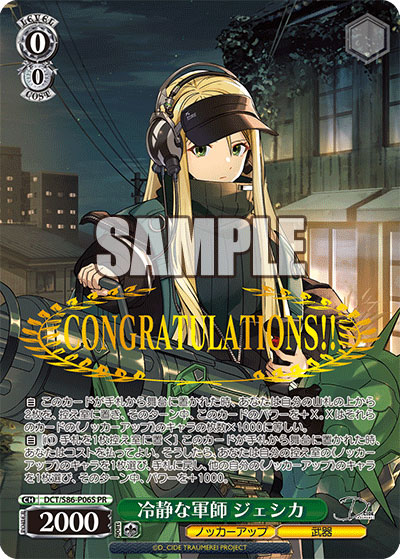 LEVEL
0
0
COST
SAMPLE
CONGRATULATIONS!!
自 このカードが手札から舞台に置かれた時、あなたは自分の山札の上から
2枚を、控え室に置き、そのターン中、このカードのパワーを＋X。Xはそれら
のカードの《ノッカーアップ》のキャラの枚数×1000に等しい。
自 [① 手札を1枚控え室に置く] このカードが手札から舞台に置かれた時、
あなたはコストを払ってよい。そうしたら、あなたは自分の控え室の《ノッカー
アップ》のキャラを1枚選び、手札に戻し、他の自分の《ノッカーアップ》のキャラを
1枚選び、そのターン中、パワーを＋1000。
CH DCT/S86-P06S PR
2000
冷静な軍師 ジェシカ
ノッカーアップ 武器
©D_CIDE TRAUMEREI PROJECT